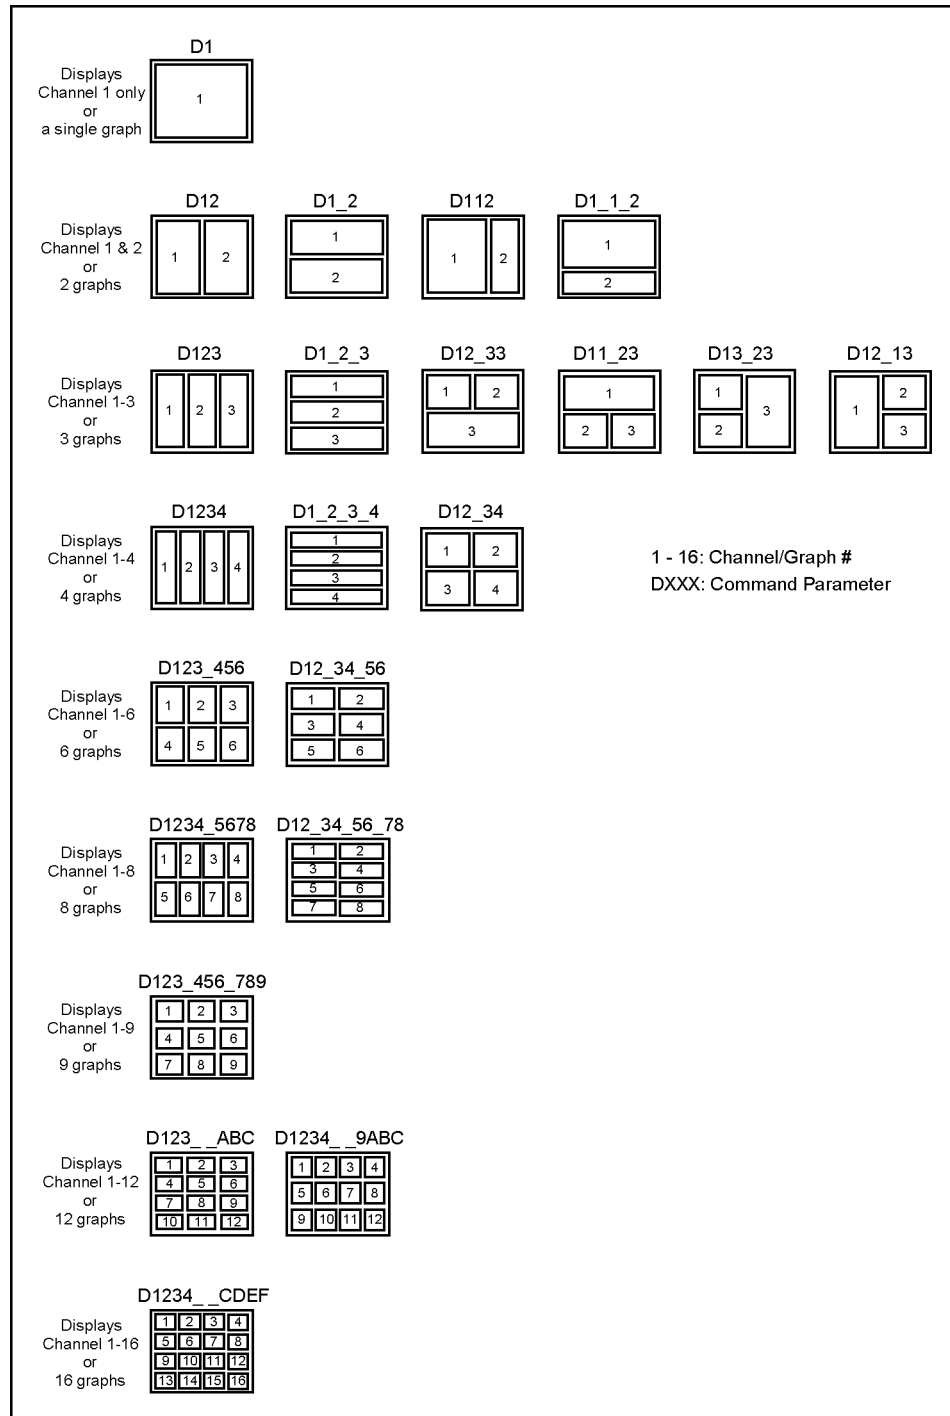 D1
Displays
Channel 1 only
or
a single graph
1
D12 D1_2 D112 D1_1_2
Displays
Channel 1 & 2
or
2 graphs
1 2
1
2
1 2
1
2
D123 D1_2_3 D12_33 D11_23 D13_23 D12_13
Displays
Channel 1-3
or
3 graphs
1 2 3
1
2
3
1 2
3
1
2 3
1
2
3
1
2
3
D1234 D1_2_3_4 D12_34
Displays
Channel 1-4
or
4 graphs
1 2 3 4
1
2
3
4
1 2
3 4
1 - 16: Channel/Graph #
DXXX: Command Parameter
D123_456 D12_34_56
Displays
Channel 1-6
or
6 graphs
1 2 3
4 5 6
1 2
3 4
5 6
D1234_5678 D12_34_56_78
Displays
Channel 1-8
or
8 graphs
1 2 3 4
5 6 7 8
1 2
3 4
5 6
7 8
D123_456_789
Displays
Channel 1-9
or
9 graphs
1 2 3
4 5 6
7 8 9
D123_ _ABC D1234_ _9ABC
Displays
Channel 1-12
or
12 graphs
1 2 3
4 5 6
7 8 9
10 11 12
1 2 3 4
5 6 7 8
9 10 11 12
D1234_ _CDEF
Displays
Channel 1-16
or
16 graphs
1 2 3 4
5 6 7 8
9 10 11 12
13 14 15 16